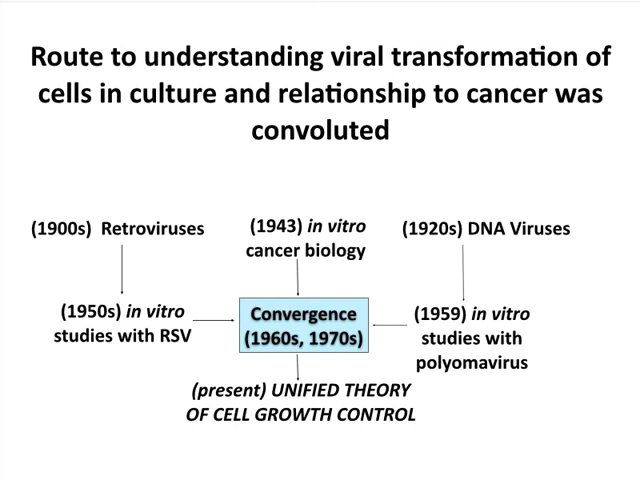 Route to understanding viral transformation of
cells in culture and relationship to cancer was
convoluted
(1900s) Retroviruses
(1943) in vitro
cancer biology
(1920s) DNA Viruses
(1950s) in vitro
studies with RSV
Convergence
(1960s, 1970s)
(1959) in vitro
studies with
polyomavirus
(present) UNIFIED THEORY
OF CELL GROWTH CONTROL